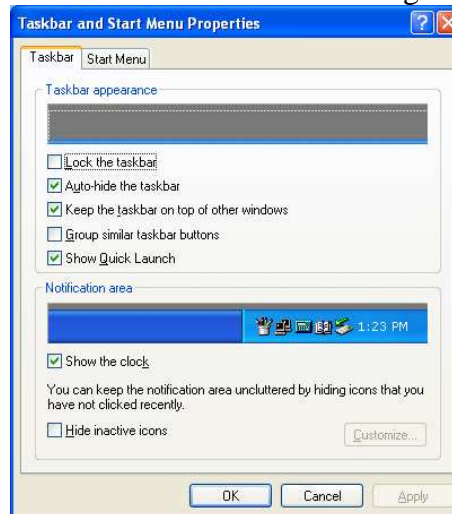 Taskbar and Start Menu Properties
Taskbar Start Menu
Taskbar appearance
Lock the taskbar
Auto-hide the taskbar
Keep the taskbar on top of other windows
Group similar taskbar buttons
Show Quick Launch
Notification area
1:23 PM
Show the clock
You can keep the notification area uncluttered by hiding icons that you
have not clicked recently.
Hide inactive icons Customize...
OK Cancel Apply